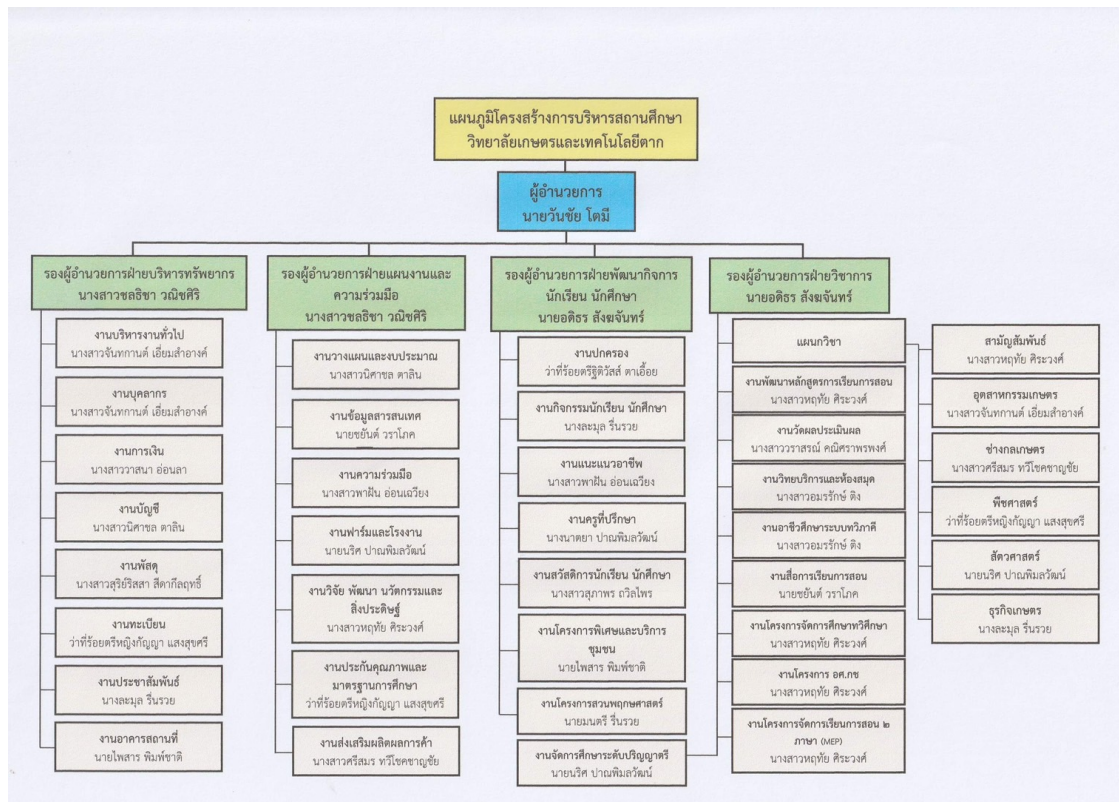 แผนภูมิโครงสร้างการบริหารสถานศึกษา
วิทยาลัยเกษตรและเทคโนโลยีตาก
ผู้อำนวยการ
นายวันชัย โตมี
รองผู้อำนวยการฝ่ายบริหารทรัพยากร
นางสาวชลธิชา วณิชศิริ
งานบริหารงานทั่วไป
นางสาวจันทกานต์ เอี่ยมสำอางค์
งานบุคลากร
นางสาวจันทกานต์ เอี่ยมสำอางค์
งานการเงิน
นางสาววาสนา อ่อนลา
งานบัญชี
นางสาวนิศาชล ตาลิน
งานพัสดุ
นางสาวสุริย์ริสสา สีดากีลฤทธิ์
งานทะเบียน
ว่าที่ร้อยตรีหญิงกัญญา แสงสุขศรี
งานประชาสัมพันธ์
นางละมุล รื่นรวย
งานอาคารสถานที่
นายไพสาร พิมพ์ชาติ
รองผู้อำนวยการฝ่ายแผนงานและ
ความร่วมมือ
นางสาวชลธิชา วณิชศิริ
งานวางแผนและงบประมาณ
นางสาวนิศาชล ตาลิน
งานข้อมูลสารสนเทศ
นายชยันต์ วราโภค
งานความร่วมมือ
นางสาวพาฝัน อ่อนเฉวียง
งานฟาร์มและโรงงาน
นายนริศ ปาณพิมลวัฒน์
งานวิจัย พัฒนา นวัตกรรมและ
สิ่งประดิษฐ์
นางสาวหฤทัย ศิระวงศ์
งานประกันคุณภาพและ
มาตรฐานการศึกษา
ว่าที่ร้อยตรีหญิงกัญญา แสงสุขศรี
งานส่งเสริมผลิตผลการค้า
นางสาวศรีสมร ทวีโชคชาญชัย
รองผู้อำนวยการฝ่ายพัฒนากิจการ
นักเรียน นักศึกษา
นายอดิธร สังฆจันทร์
งานปกครอง
ว่าที่ร้อยตรีฐิติวัสส์ ตาเอื้อย
งานกิจกรรมนักเรียน นักศึกษา
นางละมุล รื่นรวย
งานแนะแนวอาชีพ
นางสาวพาฝัน อ่อนเฉวียง
งานครูที่ปรึกษา
นางนาตยา ปาณพิมลวัฒน์
งานสวัสดิการนักเรียน นักศึกษา
นางสาวสุภาพร ถวิลไพร
งานโครงการพิเศษและบริการ
ชุมชน
นายไพสาร พิมพ์ชาติ
งานโครงการสวนพฤกษศาสตร์
นายมนตรี รื่นรวย
งานจัดการศึกษาระดับปริญญาตรี
นายนริศ ปาณพิมลวัฒน์
รองผู้อำนวยการฝ่ายวิชาการ
นายอดิธร สังฆจันทร์
แผนกวิชา
งานพัฒนาหลักสูตรการเรียนการสอน
นางสาวหฤทัย ศิระวงศ์
งานวัดผลประเมินผล
นางสาววราสรณ์ คณิศราพรพงศ์
งานวิทยบริการและห้องสมุด
นางสาวอมรรักษ์ ติง
งานอาชีวศึกษาระบบทวิภาคี
นางสาวอมรรักษ์ ติง
งานสื่อการเรียนการสอน
นายชยันต์ วราโภค
งานโครงการจัดการศึกษาทวิศึกษา
นางสาวหฤทัย ศิระวงศ์
งานโครงการ อศ.กช
นางสาวหฤทัย ศิระวงศ์
งานโครงการจัดการเรียนการสอน ๒
ภาษา (MEP)
นางสาวหฤทัย ศิระวงศ์
สามัญสัมพันธ์
นางสาวหฤทัย ศิระวงศ์
อุตสาหกรรมเกษตร
นางสาวจันทกานต์ เอี่ยมสำอางค์
ช่างกลเกษตร
นางสาวศรีสมร ทวีโชคชาญชัย
พืชศาสตร์
ว่าที่ร้อยตรีหญิงกัญญา แสงสุขศรี
สัตวศาสตร์
นายนริศ ปาณพิมลวัฒน์
ธุรกิจเกษตร
นางละมุล รื่นรวย